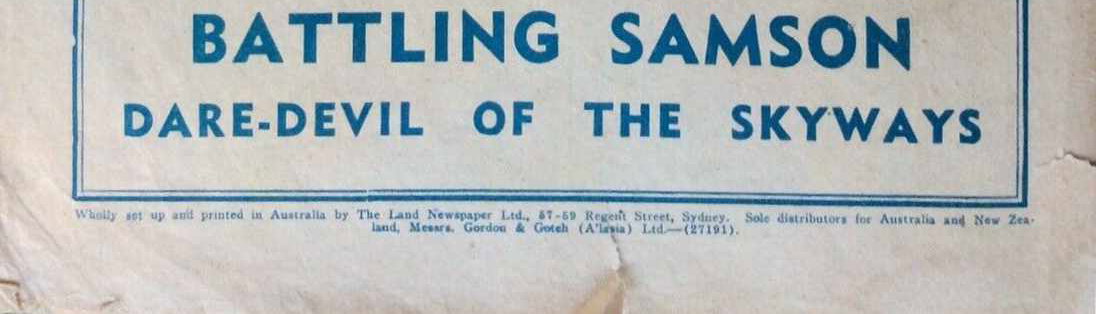 BATTLING SAMSON
DARE-DEVIL OF THE SKYWAYS
Wholly set up and printed in Australia by The Land Newspaper Ltd., 57-59 Regent Street, Sydney. Sole distributors for Australia and New Zea-
land, Messrs. Gordon & Gotch (A'lasia) Ltd.—(27191).